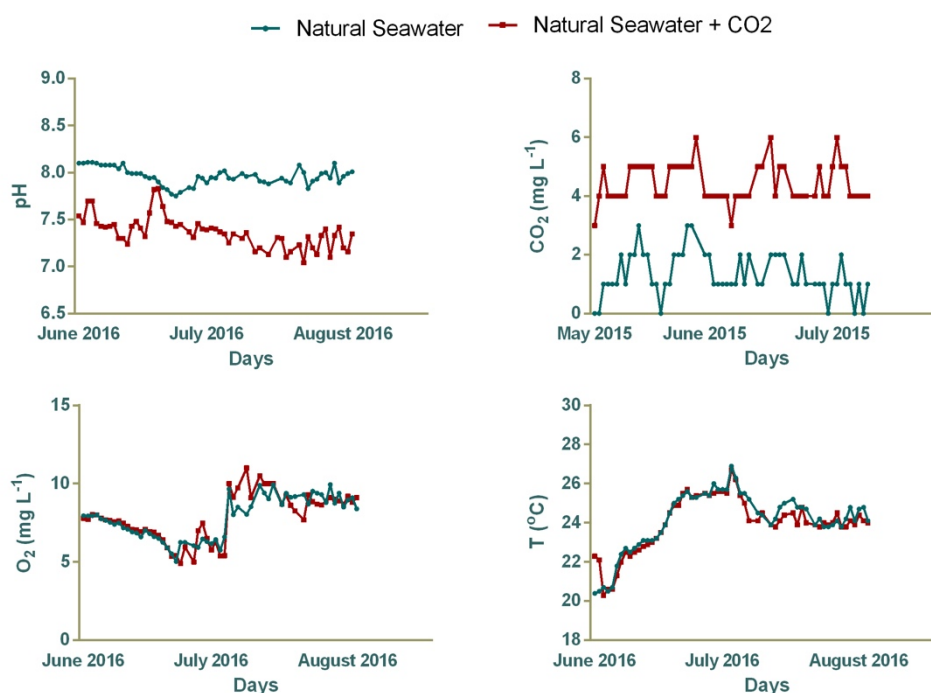 Natural Seawater Natural Seawater + CO2
pH
9.0
8.5
8.0
7.5
7.0
6.5
June 2016 July 2016 August 2016
Days
CO2 (mg L-1)
8
6
4
2
0
May 2015 June 2015 July 2015
Days
O2 (mg L-1)
15
10
5
0
June 2016 July 2016 August 2016
Days
T (oC)
30
28
26
24
22
20
18
June 2016 July 2016 August 2016
Days